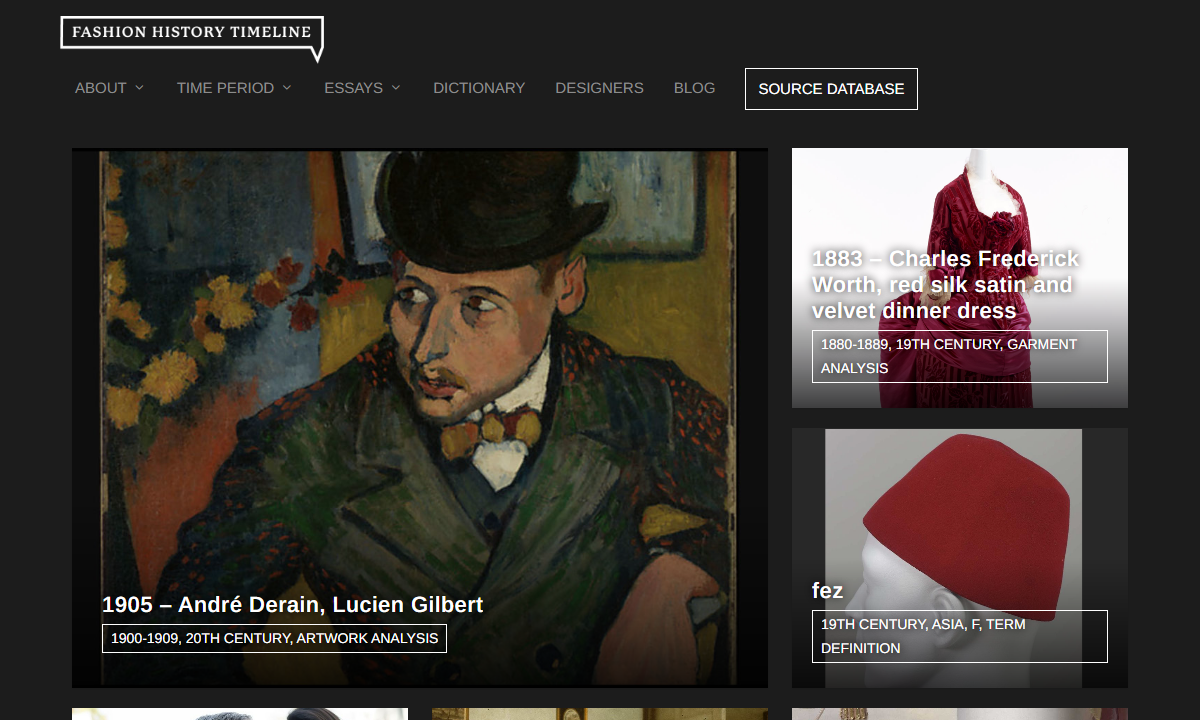 FASHION HISTORY TIMELINE
ABOUT TIME PERIOD ESSAYS DICTIONARY DESIGNERS BLOG SOURCE DATABASE
1905 – André Derain, Lucien Gilbert
1900-1909, 20TH CENTURY, ARTWORK ANALYSIS
1883 – Charles Frederick
Worth, red silk satin and
velvet dinner dress
1880-1889, 19TH CENTURY, GARMENT
ANALYSIS
fez
19TH CENTURY, ASIA, F, TERM
DEFINITION